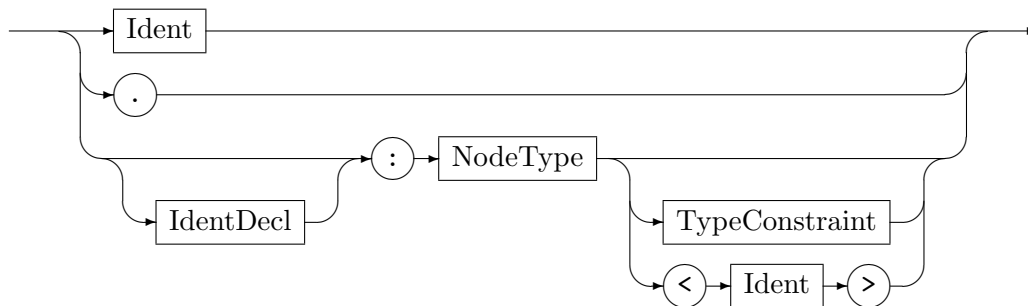 Ident
.
: NodeType
IdentDecl TypeConstraint
< Ident >